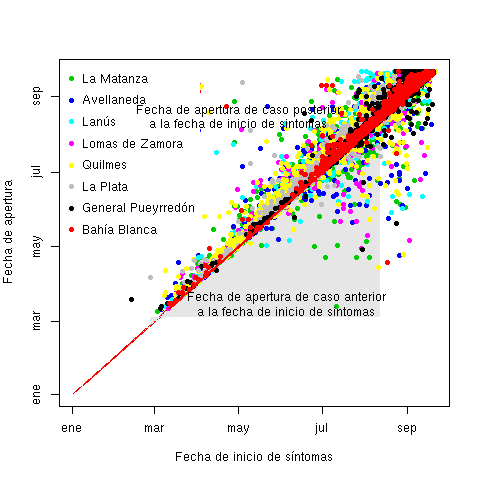 La Matanza
Avellaneda
Lanús
Lomas de Zamora
Quilmes
La Plata
General Pueyrredón
Bahía Blanca
Fecha de apertura de caso posterior
a la fecha de inicio de síntomas
Fecha de apertura de caso anterior
a la fecha de inicio de síntomas
Fecha de apertura
sep
jul
may
mar
ene
ene mar may jul sep
Fecha de inicio de síntomas